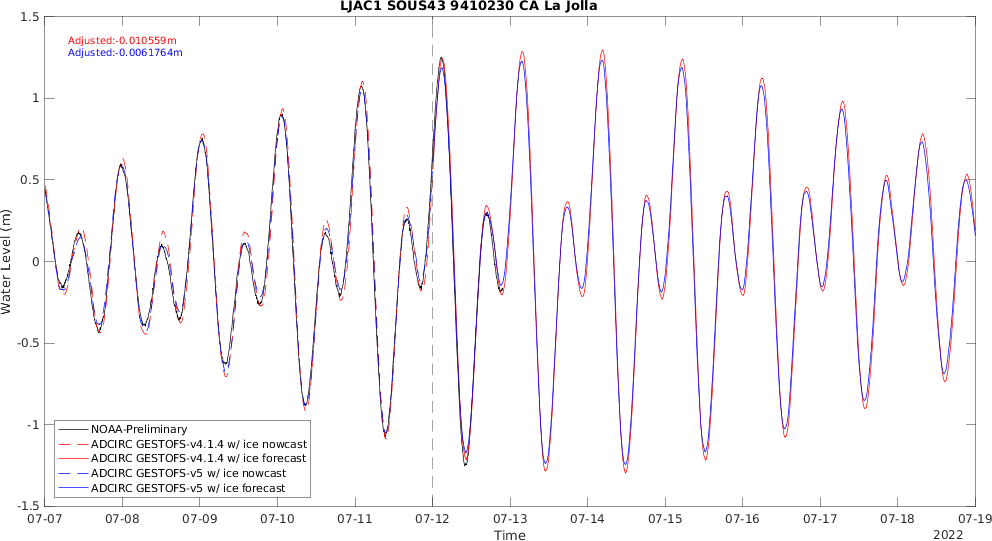 LJAC1 SOUS43 9410230 CA La Jolla
Adjusted:-0.010559m
Adjusted:-0.0061764m
1.5
1
0.5
0
-0.5
-1
-1.5
Water Level (m)
NOAA-Preliminary
ADCIRC GESTOFS-v4.1.4 w/ ice nowcast
ADCIRC GESTOFS-v4.1.4 w/ ice forecast
ADCIRC GESTOFS-v5 w/ ice nowcast
ADCIRC GESTOFS-v5 w/ ice forecast
07-07 07-08 07-09 07-10 07-11 07-12 07-13 07-14 07-15 07-16 07-17 07-18 07-19
Time
2022